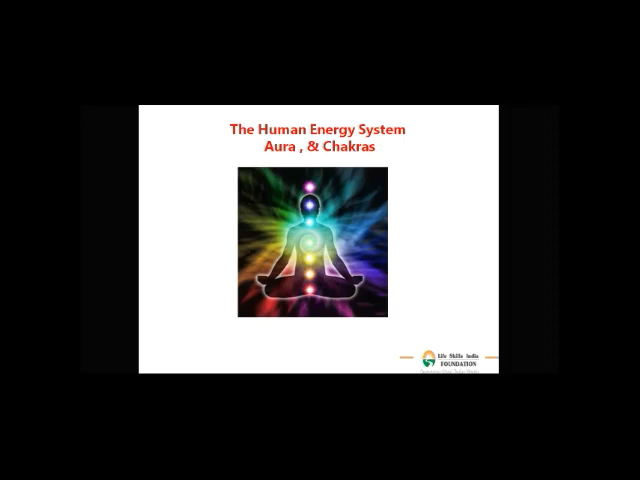 The Human Energy System
Aura , & Chakras
Life Skills India
FOUNDATION